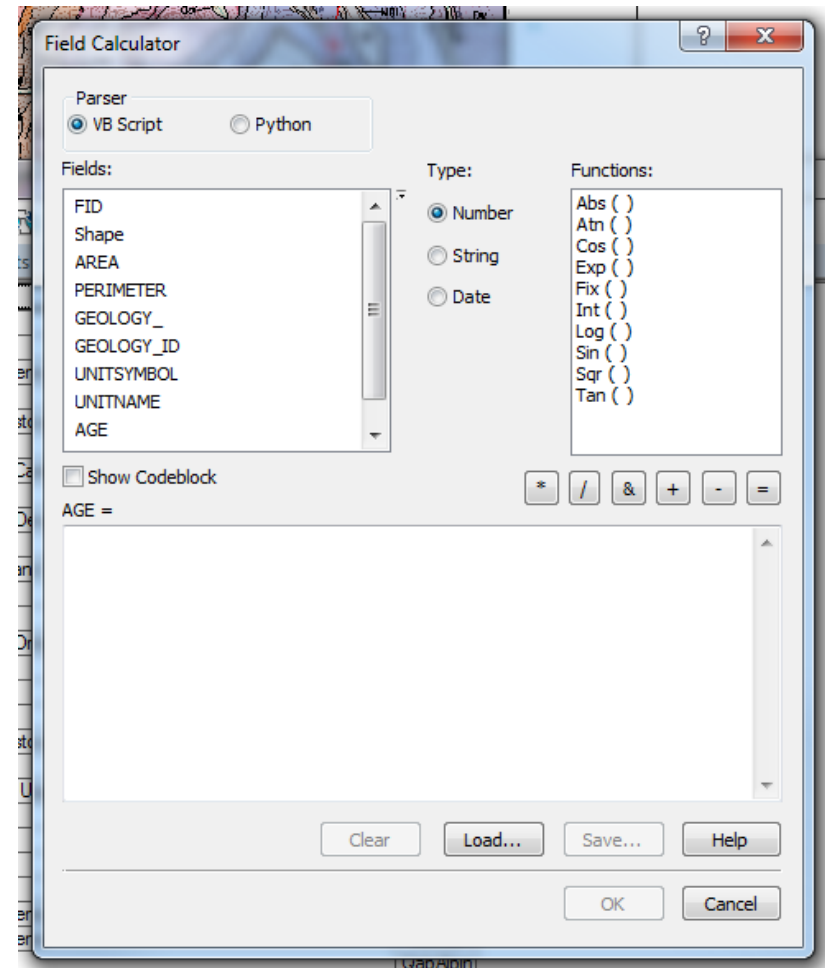 Field Calculator
Parser
VB Script Python
Fields: Type: Functions:
FID
Shape
AREA
PERIMETER
GEOLOGY_
GEOLOGY_ID
UNITSYMBOL
UNITNAME
AGE
Number
String
Date
Abs ( )
Atn ( )
Cos ( )
Exp ( )
Fix ( )
Int ( )
Log ( )
Sin ( )
Sqr ( )
Tan ( )
Show Codeblock
* / & + - =
AGE =
Clear Load... Save... Help
OK Cancel